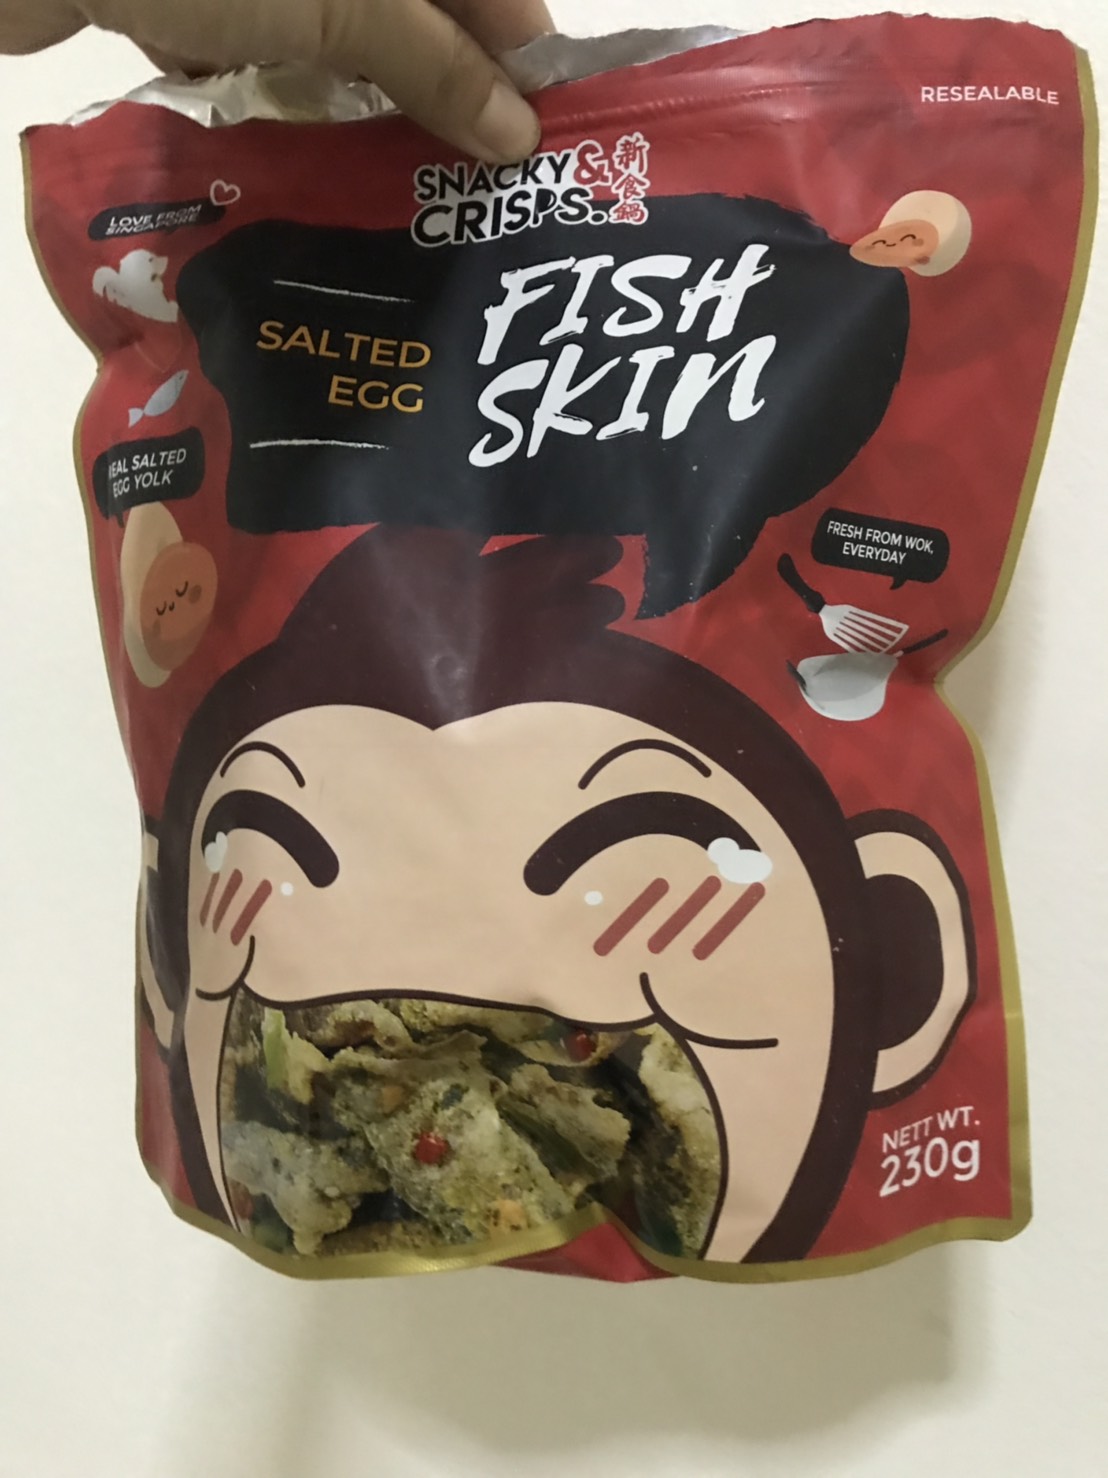 RESEALABLE
SNACKY &
CRISPS.
新食鍋
LOVE FROM
SINGAPORE
SALTED
EGG
FISH
SKIN
REAL SALTED
EGG YOLK
FRESH FROM WOK,
EVERYDAY
NETT WT.
230g